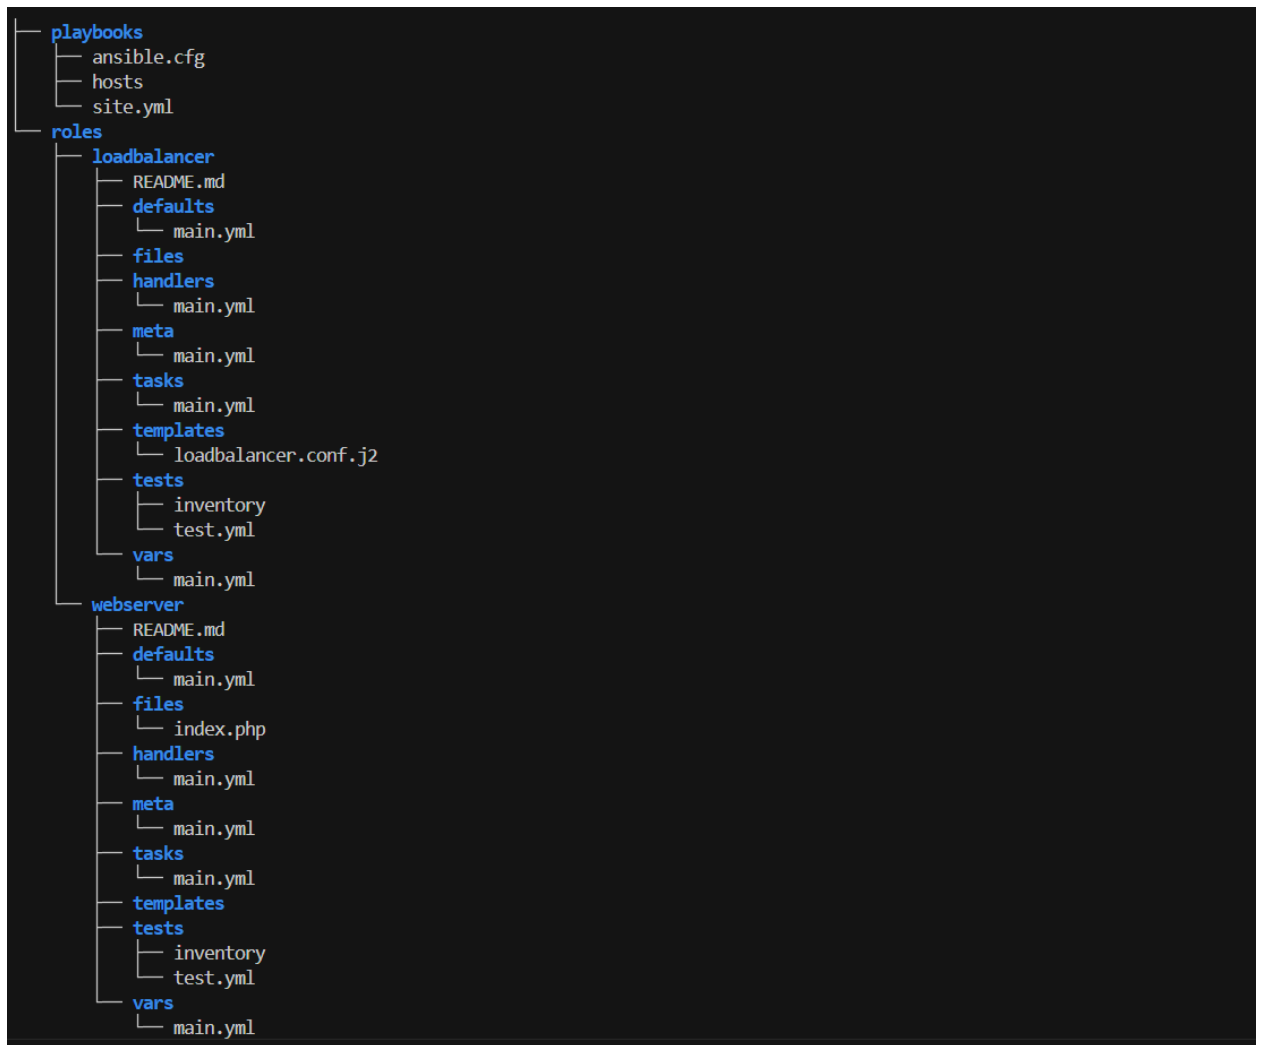 ├── playbooks
│   ├── ansible.cfg
│   ├── hosts
│   └── site.yml
└── roles
    ├── loadbalancer
    │   ├── README.md
    │   ├── defaults
    │   │   └── main.yml
    │   ├── files
    │   ├── handlers
    │   │   └── main.yml
    │   ├── meta
    │   │   └── main.yml
    │   ├── tasks
    │   │   └── main.yml
    │   ├── templates
    │   │   └── loadbalancer.conf.j2
    │   ├── tests
    │   │   ├── inventory
    │   │   └── test.yml
    │   └── vars
    │       └── main.yml
    └── webserver
        ├── README.md
        ├── defaults
        │   └── main.yml
        ├── files
        │   └── index.php
        ├── handlers
        │   └── main.yml
        ├── meta
        │   └── main.yml
        ├── tasks
        │   └── main.yml
        ├── templates
        ├── tests
        │   ├── inventory
        │   └── test.yml
        └── vars
            └── main.yml